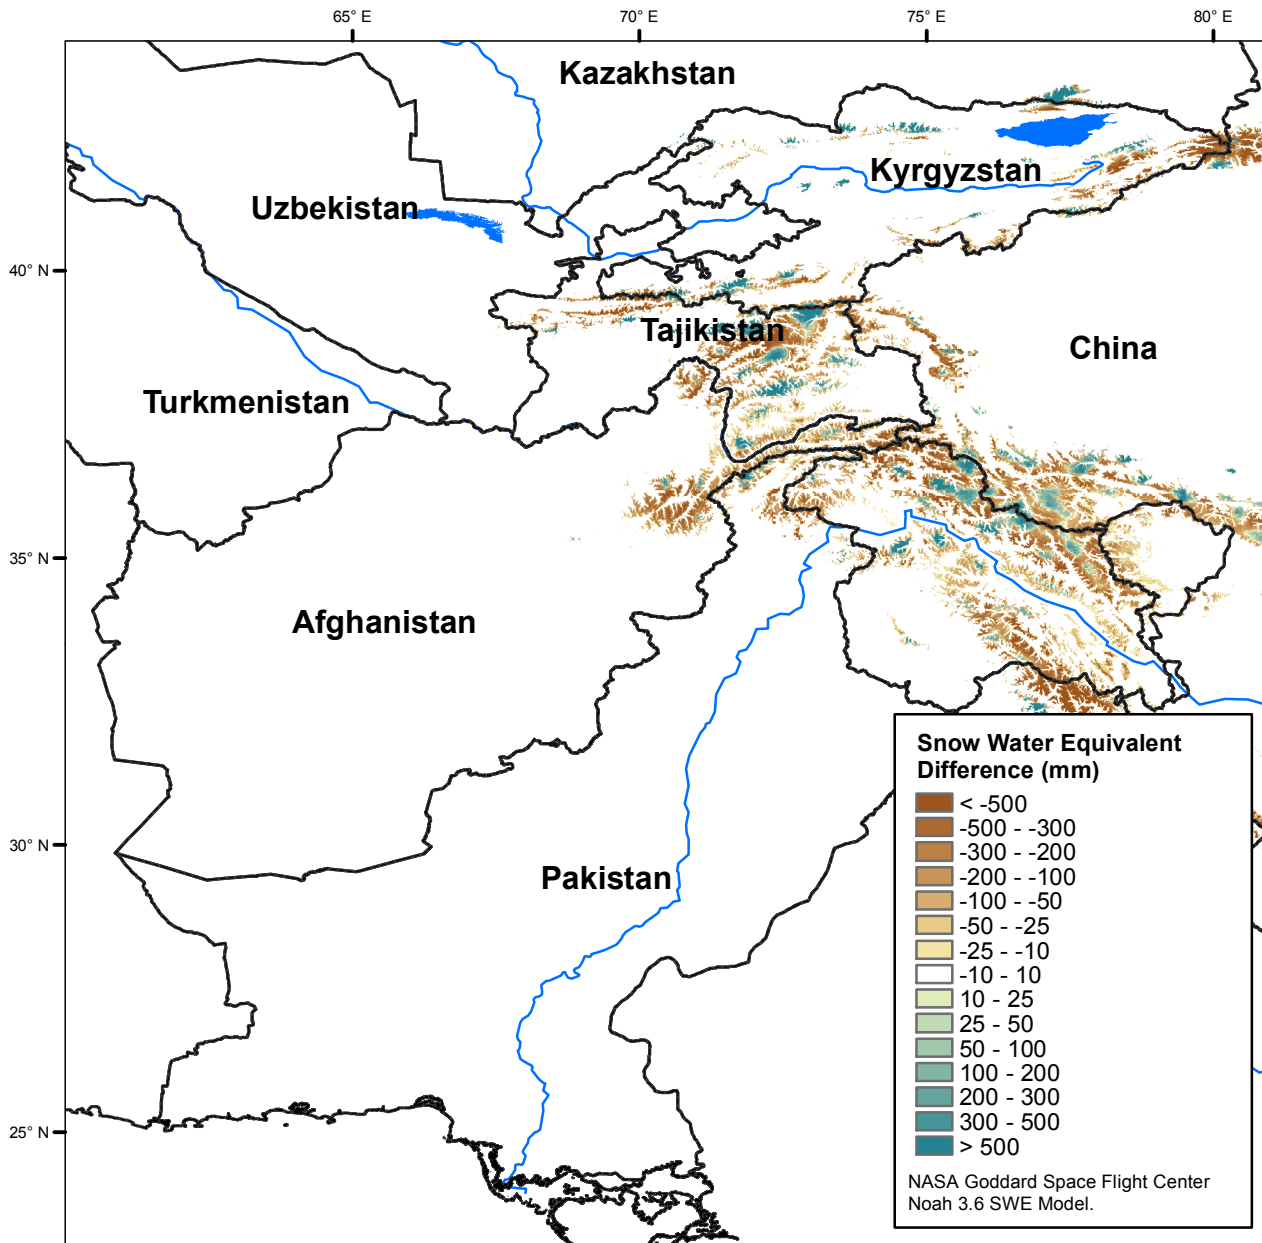 65° E 70° E 75° E 80° E
Kazakhstan
Kyrgyzstan
Uzbekistan
40° N
Tajikistan
China
Turkmenistan
35° N
Afghanistan
Snow Water Equivalent
Difference (mm)
< -500
-500 - -300
-300 - -200
-200 - -100
-100 - -50
-50 - -25
-25 - -10
-10 - 10
10 - 25
25 - 50
50 - 100
100 - 200
200 - 300
300 - 500
> 500
NASA Goddard Space Flight Center
Noah 3.6 SWE Model.
30° N
Pakistan
25° N